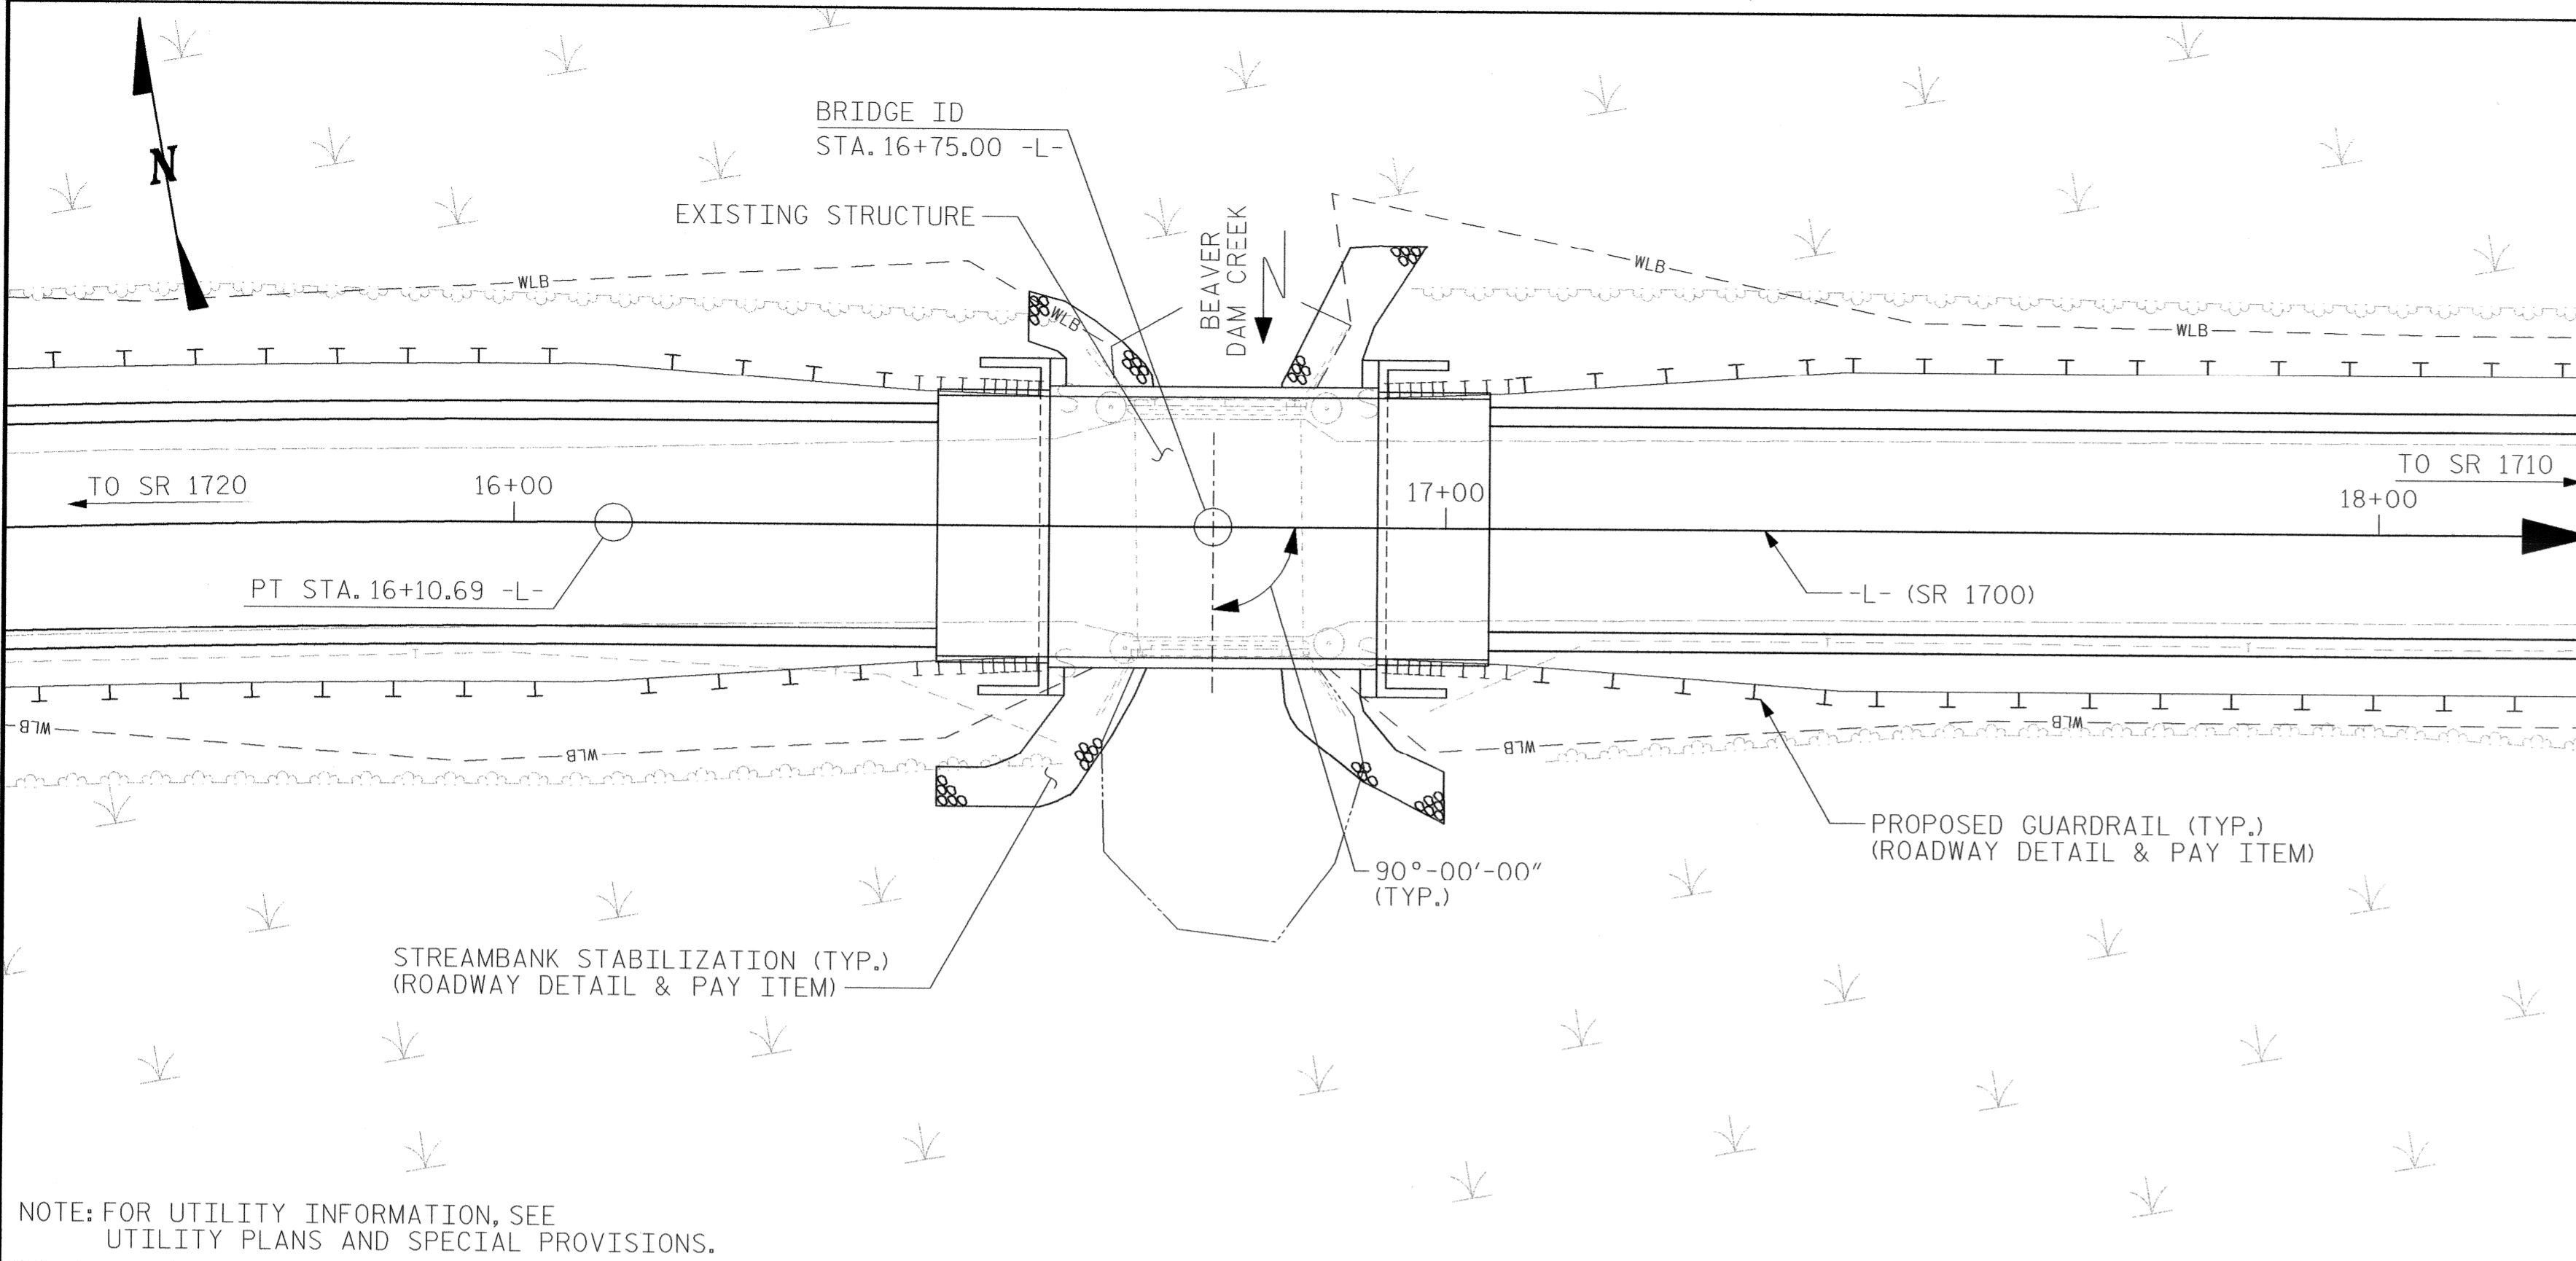 N
BRIDGE ID
STA. 16+75.00 -L-
EXISTING STRUCTURE
BEAVER
DAM CREEK
WLB
WLB
WLB
WLB
TO SR 1720
16+00
17+00
TO SR 1710
18+00
PT STA. 16+10.69 -L-
-L- (SR 1700)
WLB
WLB
WLB
WLB
PROPOSED GUARDRAIL (TYP.)
(ROADWAY DETAIL & PAY ITEM)
90°-00'-00"
(TYP.)
STREAMBANK STABILIZATION (TYP.)
(ROADWAY DETAIL & PAY ITEM)
NOTE: FOR UTILITY INFORMATION, SEE
UTILITY PLANS AND SPECIAL PROVISIONS.